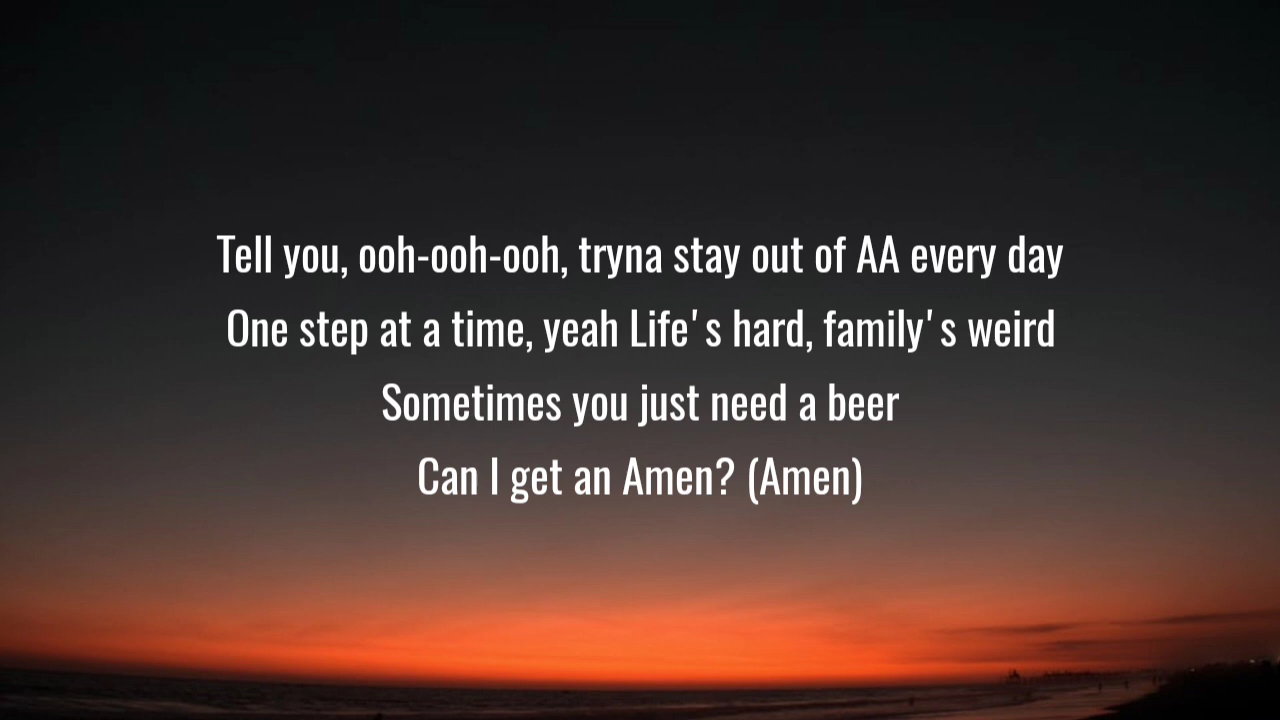 Tell you, ooh-ooh-ooh, tryna stay out of AA every day
One step at a time, yeah Life's hard, family's weird
Sometimes you just need a beer
Can I get an Amen? (Amen)